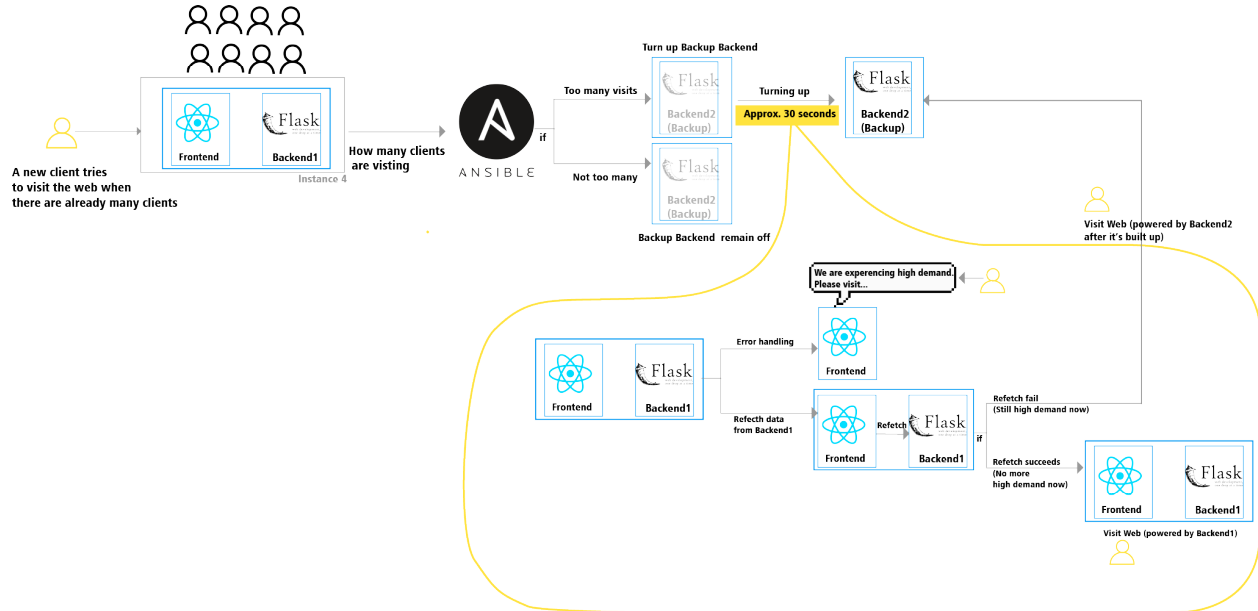 Frontend
Flask
Backend1
Instance 4
A new client tries
to visit the web when
there are already many clients
How many clients
are visting
ANSIBLE
if
Too many visits
Not too many
Turn up Backup Backend
Flask
Backend2
(Backup)
Flask
Backend2
(Backup)
Backup Backend remain off
Turning up
Approx. 30 seconds
Flask
Backend2
(Backup)
Visit Web (powered by Backend2
after it's built up)
We are experencing high demand.
Please visit...
Frontend
Flask
Backend1
Error handling
Frontend
Refecth data
from Backend1
Frontend
Refetch
Flask
Backend1
if
Refetch fail
(Still high demand now)
Refetch succeeds
(No more
high demand now)
Frontend
Flask
Backend1
Visit Web (powered by Backend1)